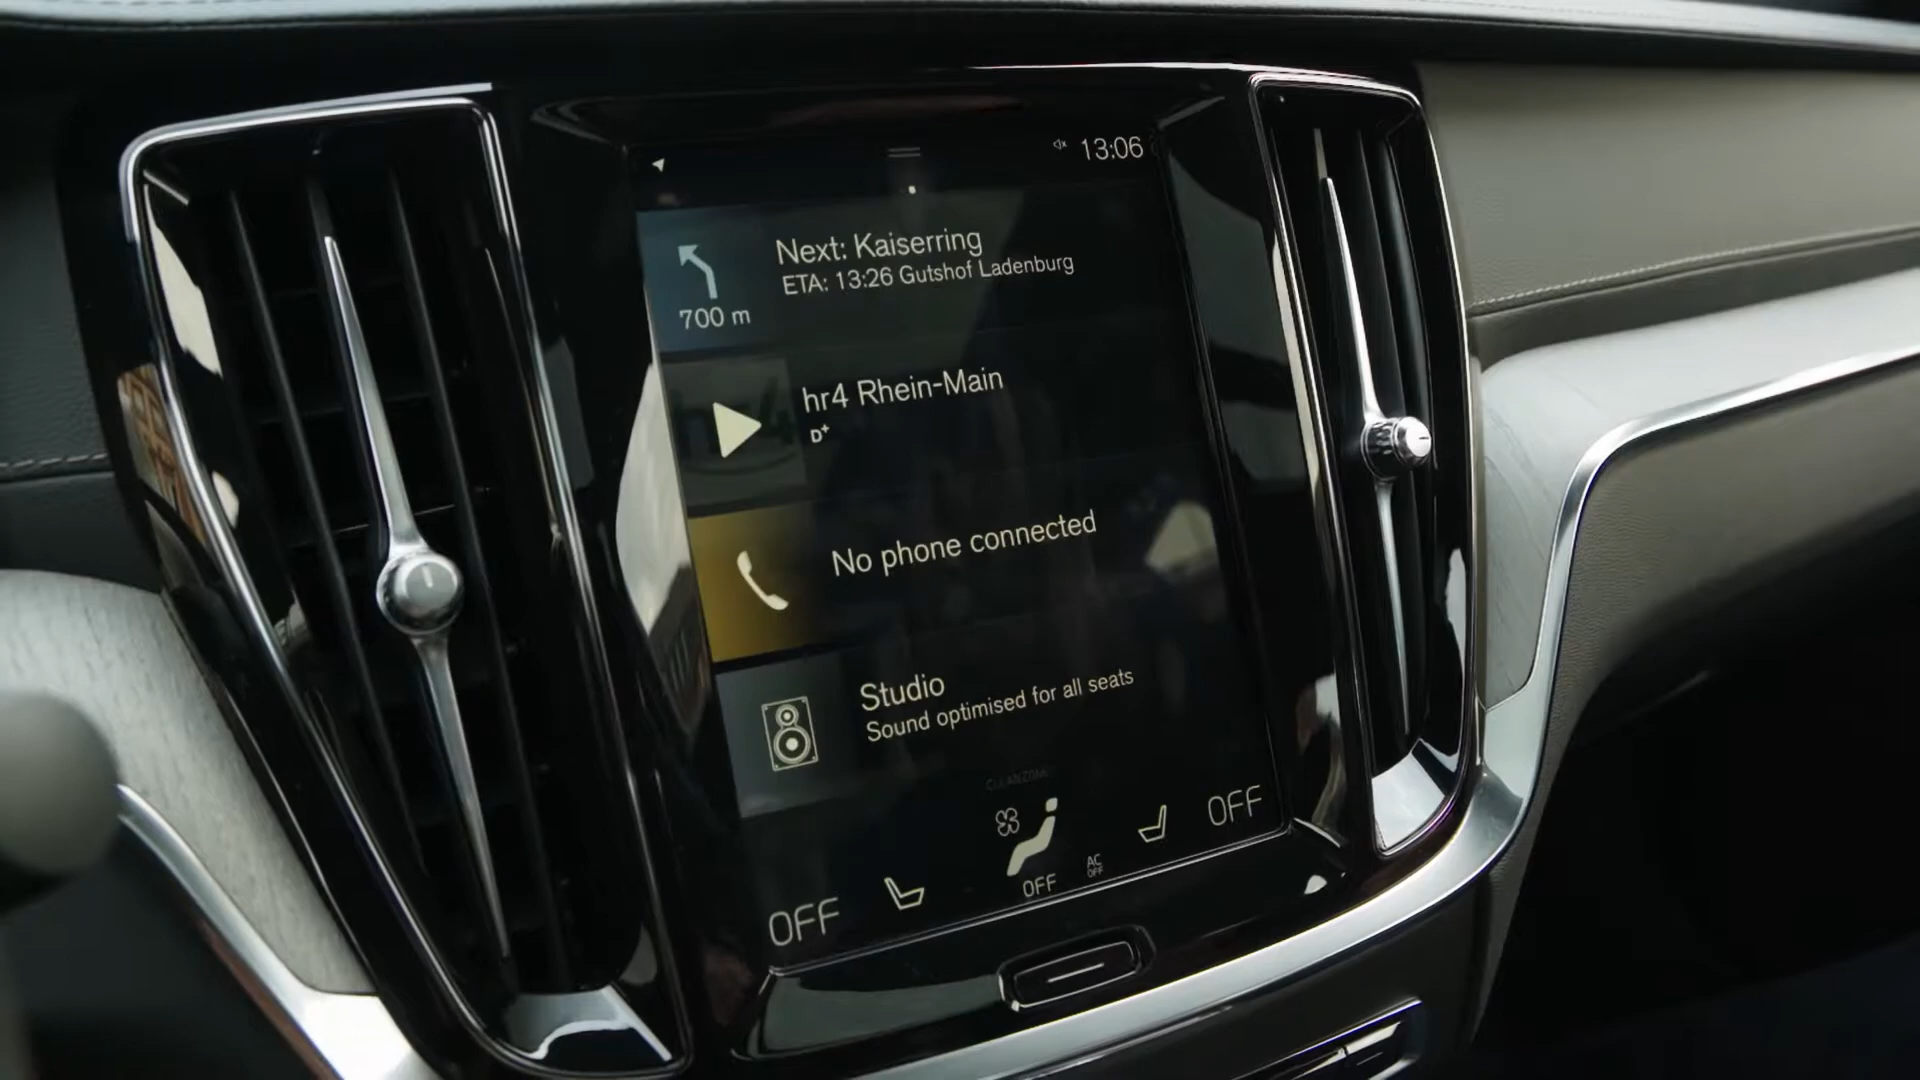 13:06
Next: Kaiserring
ETA: 13:26 Gutshof Ladenburg
700 m
hr4 Rhein-Main
D+
No phone connected
Studio
Sound optimised for all seats
CLEANZONE
OFF
OFF
AC
OFF
OFF